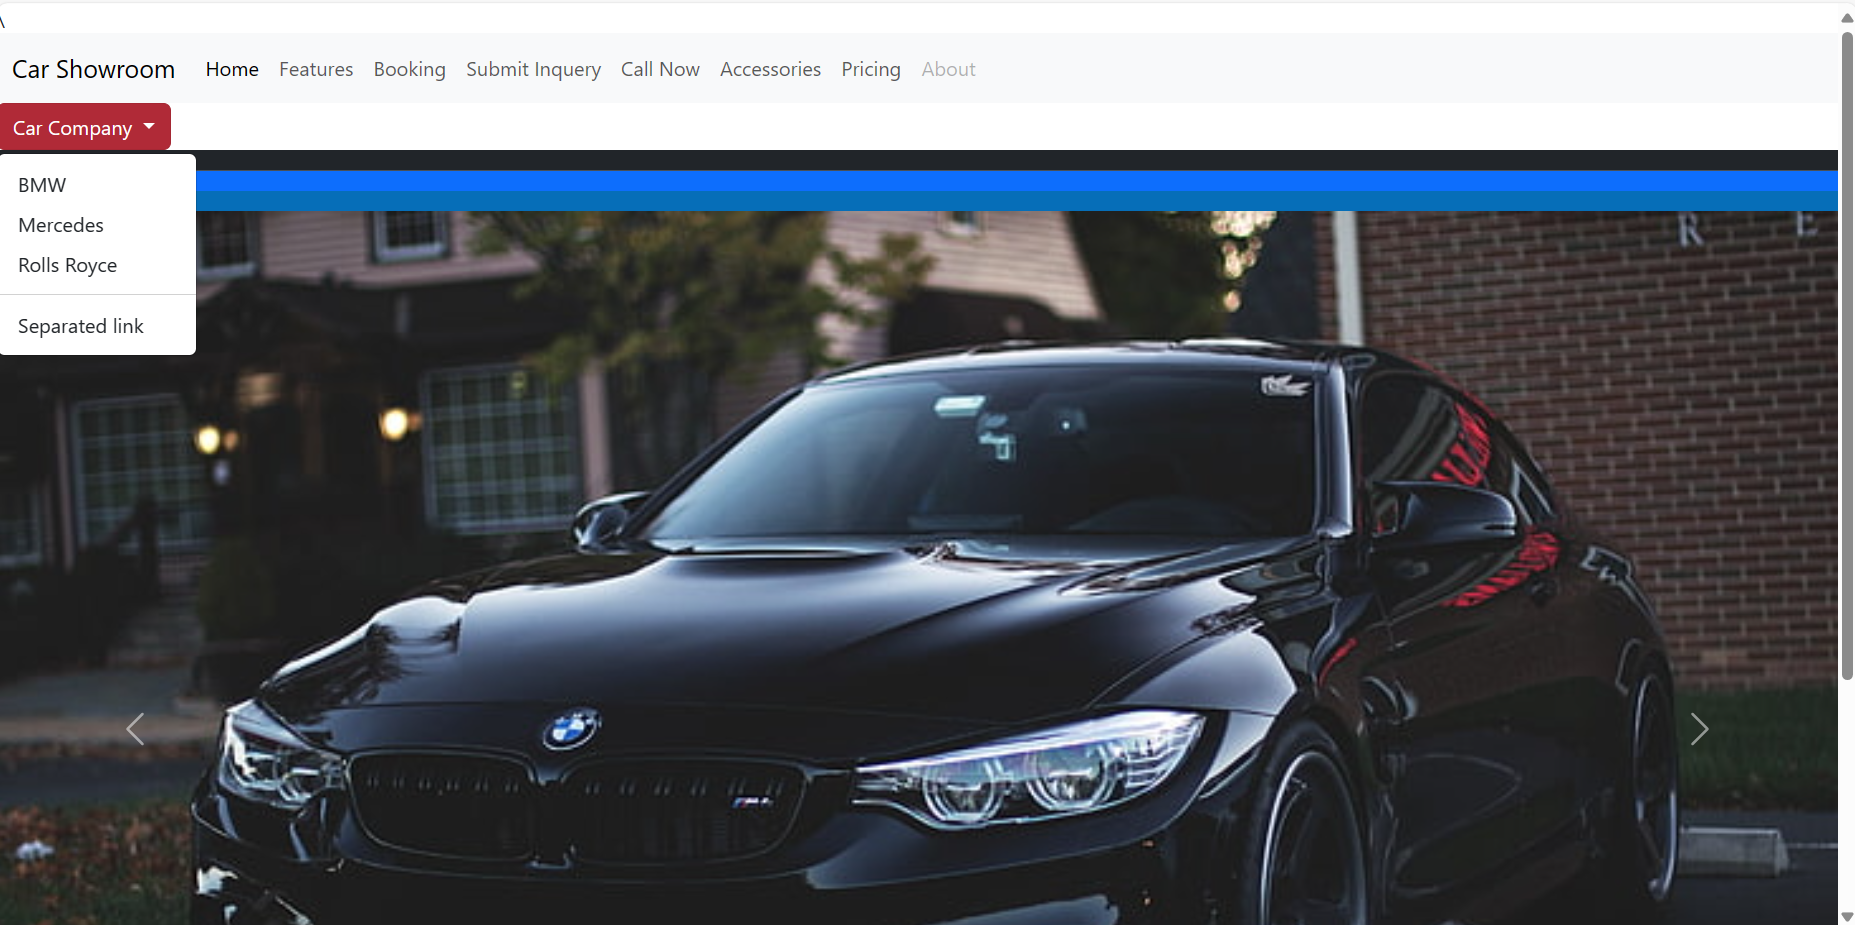 \
Car Showroom Home Features Booking Submit Inquery Call Now Accessories Pricing About
Car Company
BMW
Mercedes
Rolls Royce
Separated link
R E
M4